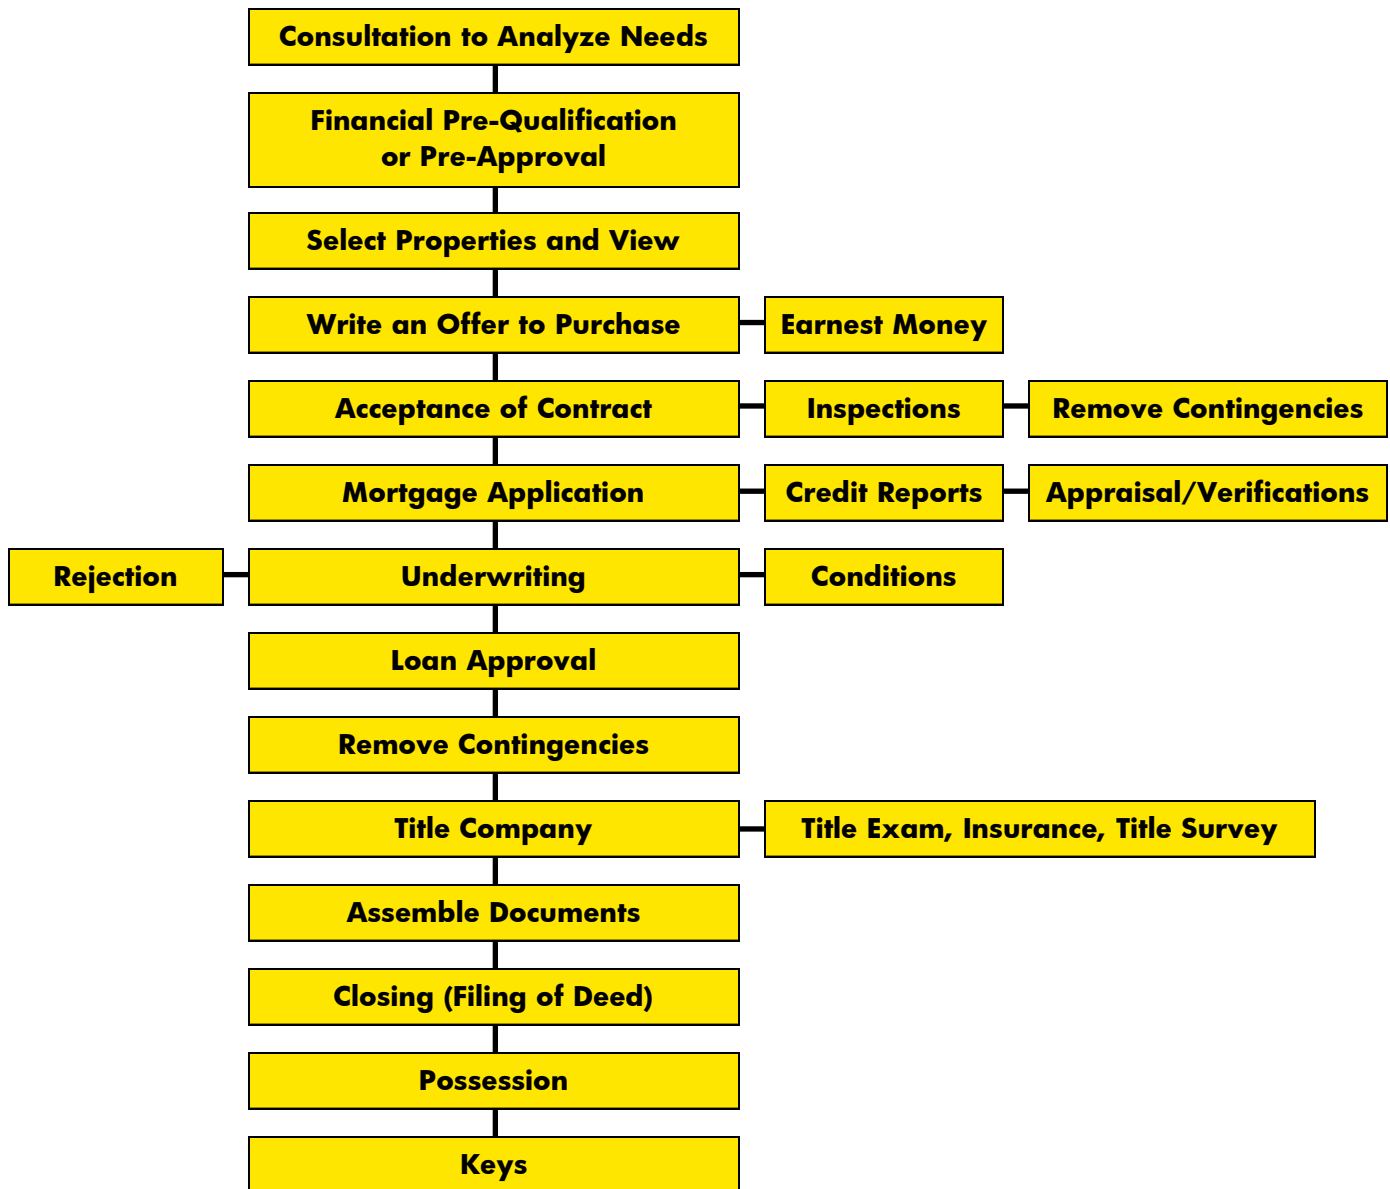 Consultation to Analyze Needs
Financial Pre-Qualification
or Pre-Approval
Select Properties and View
Write an Offer to Purchase
Earnest Money
Acceptance of Contract
Inspections
Remove Contingencies
Mortgage Application
Credit Reports
Appraisal/Verifications
Rejection
Underwriting
Conditions
Loan Approval
Remove Contingencies
Title Company
Title Exam, Insurance, Title Survey
Assemble Documents
Closing (Filing of Deed)
Possession
Keys